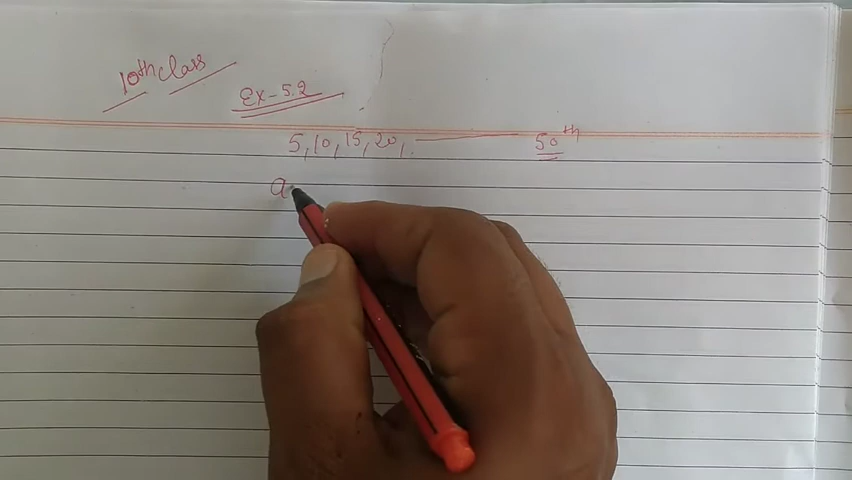 10th class
Ex - 5.2
5, 10, 15, 20, . ——— 50th
a